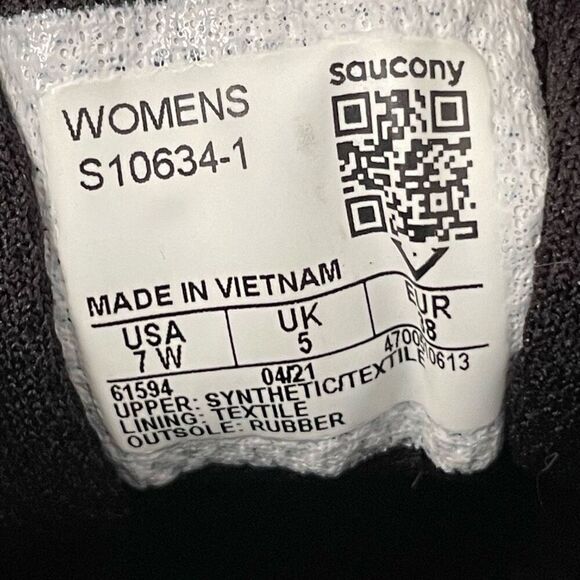 saucony
WOMENS
S10634-1
MADE IN VIETNAM
USA UK EUR
7 W 5
61594 04/21
UPPER: SYNTHETIC/TEXTILE
LINING: TEXTILE
OUTSOLE: RUBBER